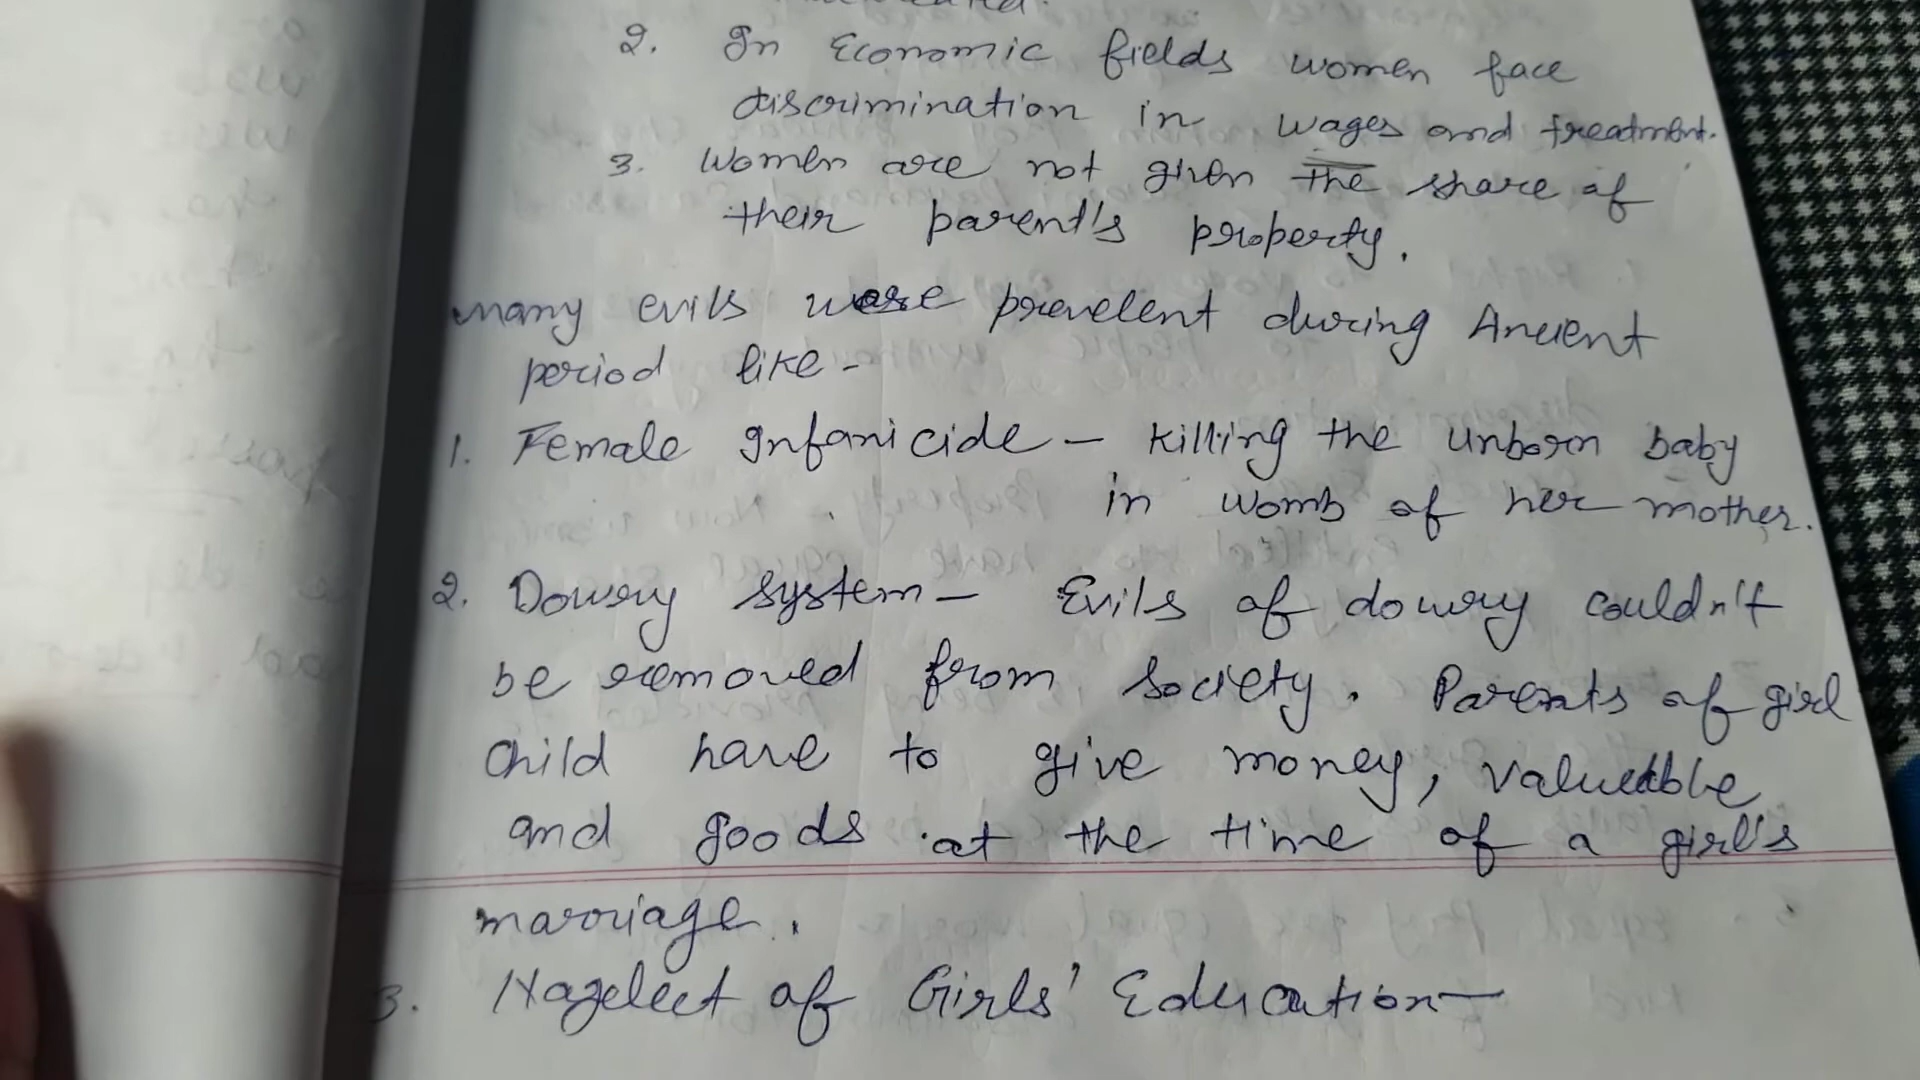 2. In Economic fields women face
discrimination in wages and treatment.
3. Women are not given the share of
their parent's property.
many evils were prevelent during Ancient
period like-
1. Female Infanicide - Killing the unborn baby
in womb of her mother.
2. Dowry system - Evils of dowry couldn't
be removed from society. Parents of girl
child have to give money, valuable
and goods at the time of a girl's
marriage.
3. Nazelect of Girls' Education-